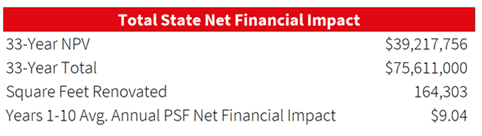 Total State Net Financial Impact
33-Year NPV $39,217,756
33-Year Total $75,611,000
Square Feet Renovated 164,303
Years 1-10 Avg. Annual PSF Net Financial Impact $9.04